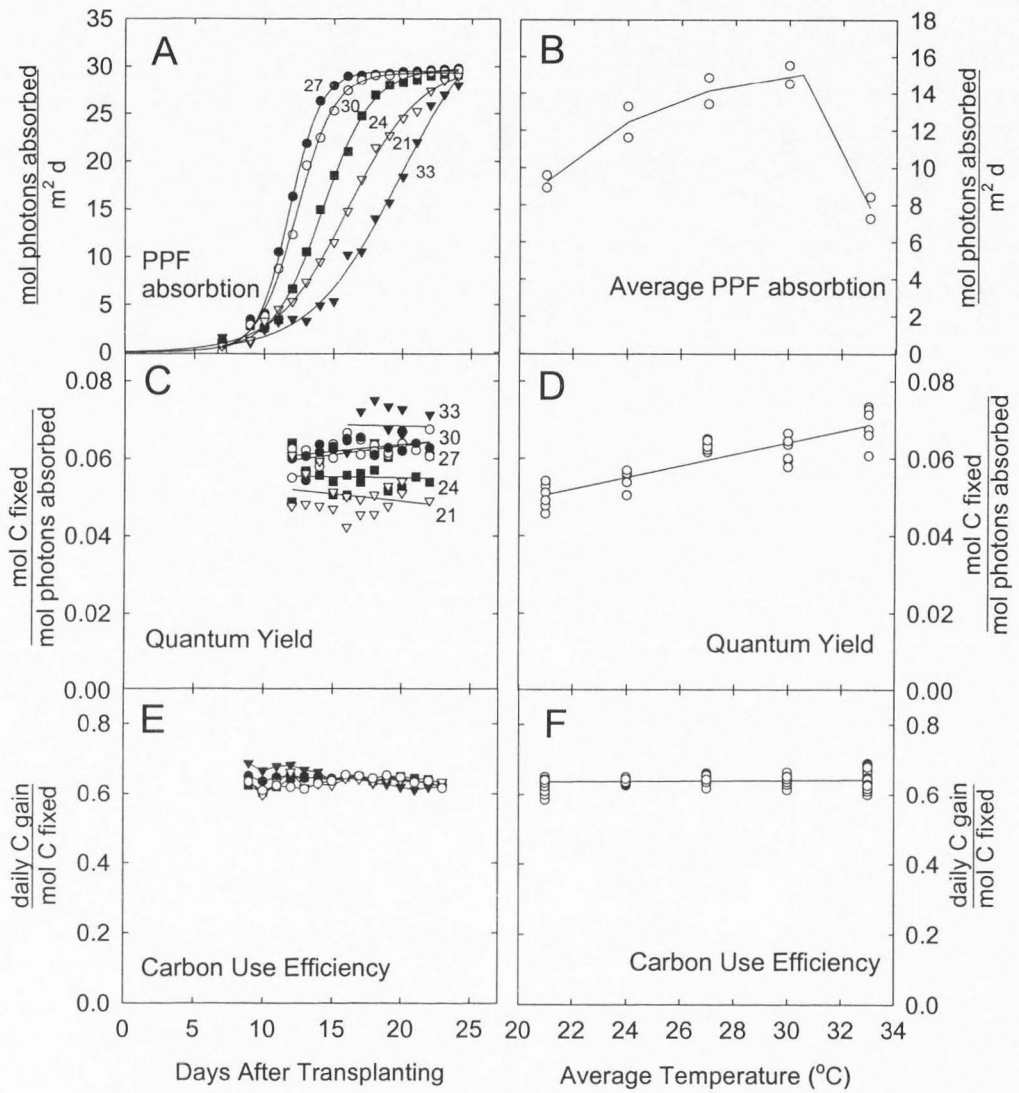 A
mol photons absorbed
m² d
35
30
25
20
15
10
5
0
27
30
24
21
33
PPF
absorbtion
B
18
16
14
12
10
8
6
4
2
0
mol photons absorbed
m² d
Average PPF absorbtion
C
mol C fixed
mol photons absorbed
0.08
0.06
0.04
0.02
0.00
33
30
27
24
21
Quantum Yield
D
0.08
0.06
0.04
0.02
0.00
mol C fixed
mol photons absorbed
Quantum Yield
E
daily C gain
mol C fixed
0.8
0.6
0.4
0.2
0.0
Carbon Use Efficiency
0 5 10 15 20 25
Days After Transplanting
F
0.8
0.6
0.4
0.2
0.0
daily C gain
mol C fixed
Carbon Use Efficiency
20 22 24 26 28 30 32 34
Average Temperature (°C)